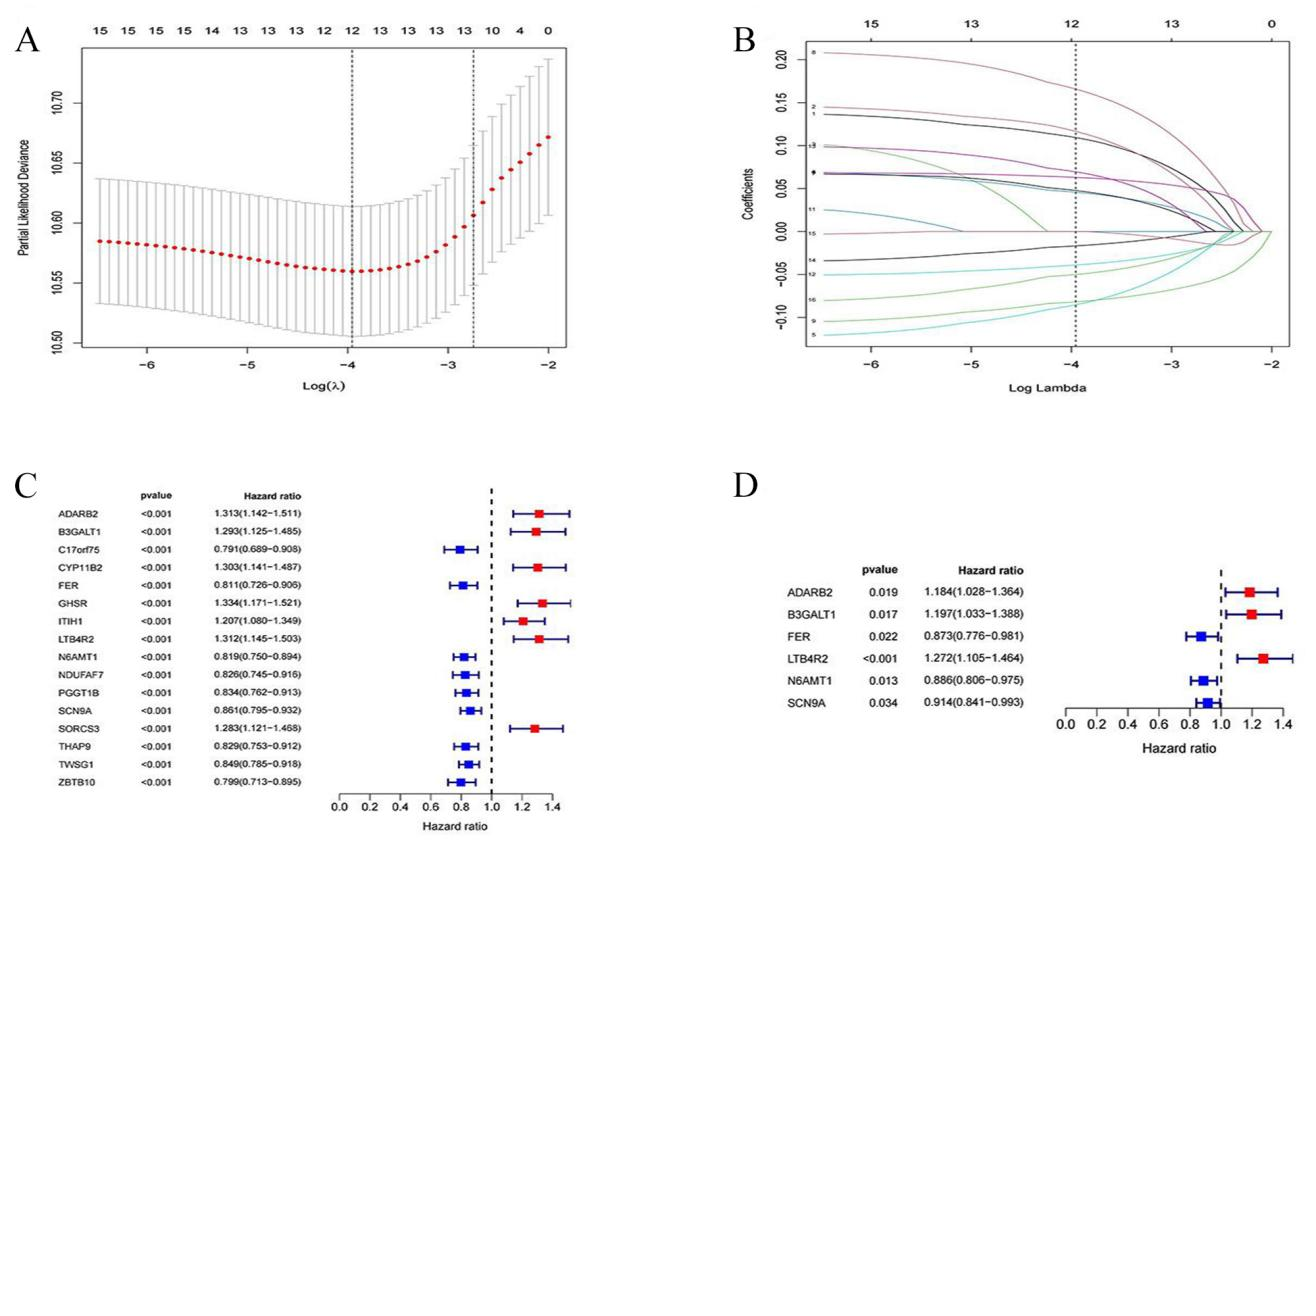 A
15 15 15 15 14 13 13 13 12 12 13 13 13 13 10 4 0
Partial Likelihood Deviance
10.70
10.65
10.60
10.55
10.50
−6 −5 −4 −3 −2
Log(λ)
B
15 13 12 13 0
Coefficients
0.20
0.15
0.10
0.05
0.00
−0.05
−0.10
8
2
1
11
15
14
12
16
9
5
−6 −5 −4 −3 −2
Log Lambda
C
pvalue Hazard ratio
ADARB2 <0.001 1.313(1.142−1.511)
B3GALT1 <0.001 1.293(1.125−1.485)
C17orf75 <0.001 0.791(0.689−0.908)
CYP11B2 <0.001 1.303(1.141−1.487)
FER <0.001 0.811(0.726−0.906)
GHSR <0.001 1.334(1.171−1.521)
ITIH1 <0.001 1.207(1.080−1.349)
LTB4R2 <0.001 1.312(1.145−1.503)
N6AMT1 <0.001 0.819(0.750−0.894)
NDUFAF7 <0.001 0.826(0.745−0.916)
PGGT1B <0.001 0.834(0.762−0.913)
SCN9A <0.001 0.861(0.795−0.932)
SORCS3 <0.001 1.283(1.121−1.468)
THAP9 <0.001 0.829(0.753−0.912)
TWSG1 <0.001 0.849(0.785−0.918)
ZBTB10 <0.001 0.799(0.713−0.895)
0.0 0.2 0.4 0.6 0.8 1.0 1.2 1.4
Hazard ratio
D
pvalue Hazard ratio
ADARB2 0.019 1.184(1.028−1.364)
B3GALT1 0.017 1.197(1.033−1.388)
FER 0.022 0.873(0.776−0.981)
LTB4R2 <0.001 1.272(1.105−1.464)
N6AMT1 0.013 0.886(0.806−0.975)
SCN9A 0.034 0.914(0.841−0.993)
0.0 0.2 0.4 0.6 0.8 1.0 1.2 1.4
Hazard ratio